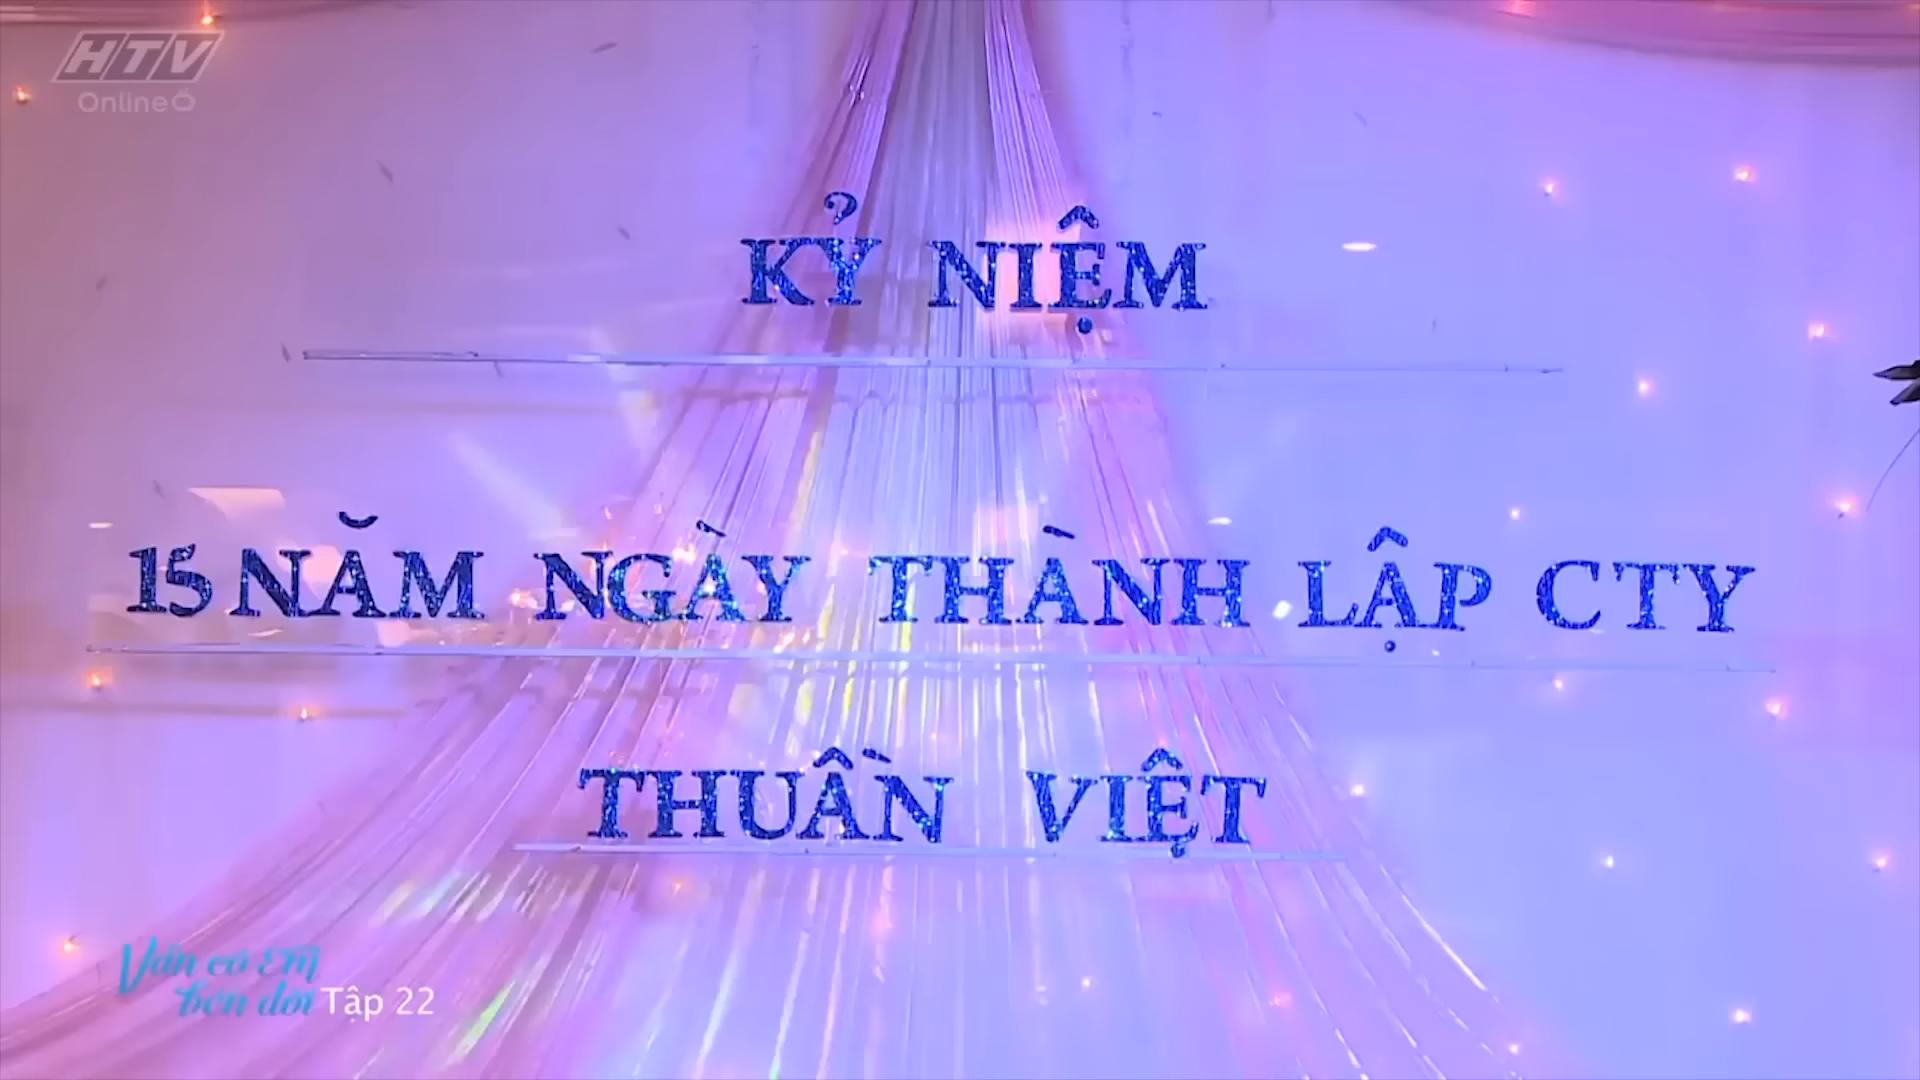 HTV
Online
KỶ NIỆM
15 NĂM NGÀY THÀNH LẬP CTY
THUẦN VIỆT
Vẫn có em
bên đời Tập 22